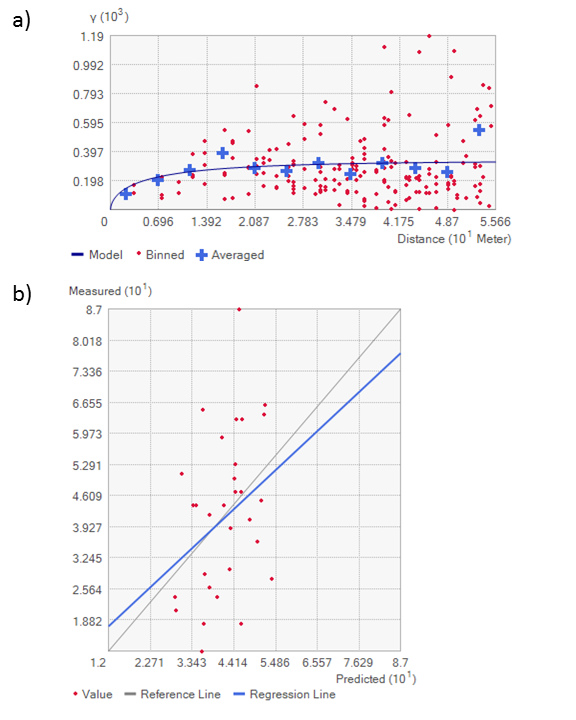 a)
γ (10³)
1.19
0.992
0.793
0.595
0.397
0.198
0 0.696 1.392 2.087 2.783 3.479 4.175 4.87 5.566
Distance (10¹ Meter)
Model Binned Averaged
b)
Measured (10¹)
8.7
8.018
7.336
6.655
5.973
5.291
4.609
3.927
3.245
2.564
1.882
1.2 2.271 3.343 4.414 5.486 6.557 7.629 8.7
Predicted (10¹)
Value Reference Line Regression Line